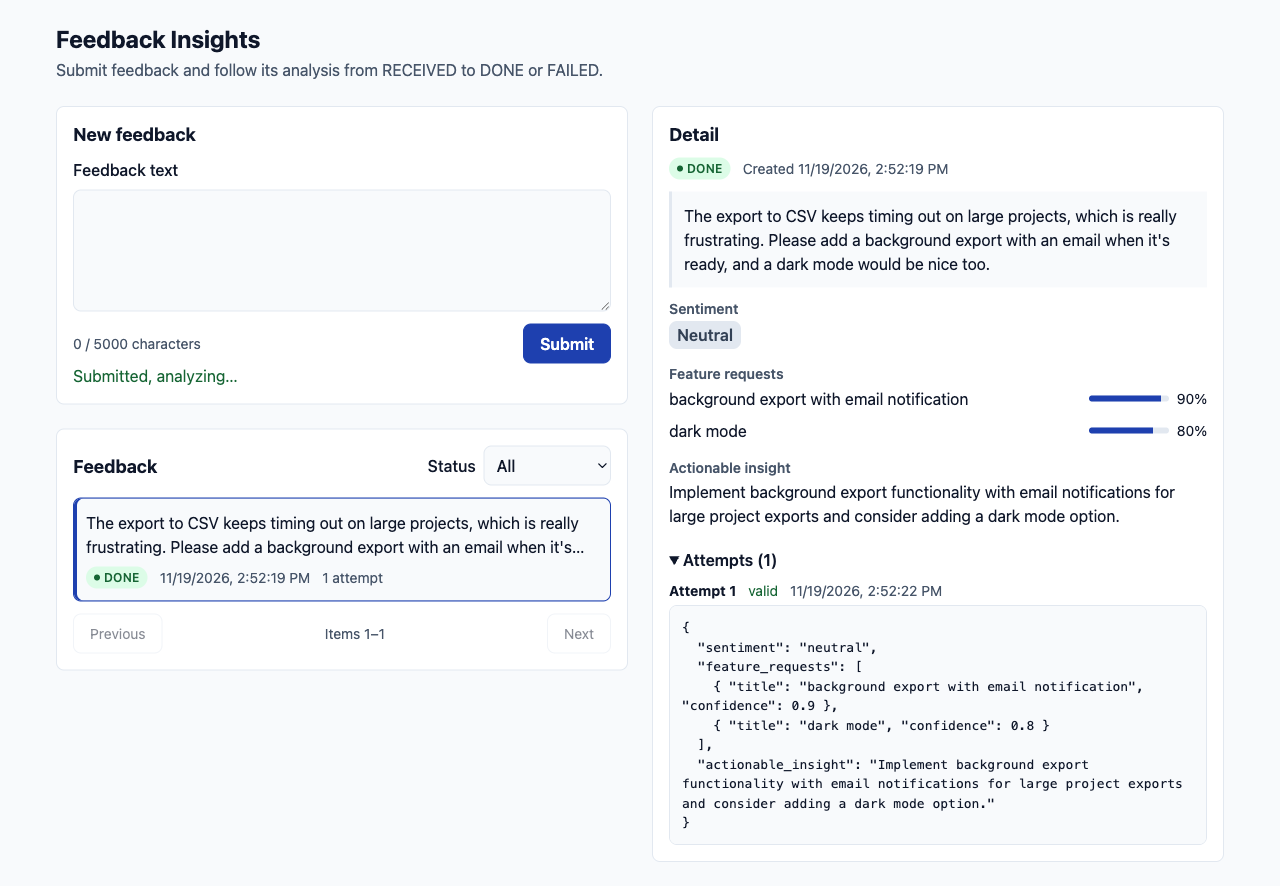 Feedback Insights
Submit feedback and follow its analysis from RECEIVED to DONE or FAILED.
New feedback
Feedback text
0 / 5000 characters
Submit
Submitted, analyzing...
Feedback
Status
All
The export to CSV keeps timing out on large projects, which is really
frustrating. Please add a background export with an email when it's...
DONE
11/19/2026, 2:52:19 PM
1 attempt
Previous
Items 1–1
Next
Detail
DONE
Created 11/19/2026, 2:52:19 PM
The export to CSV keeps timing out on large projects, which is really
frustrating. Please add a background export with an email when it's
ready, and a dark mode would be nice too.
Sentiment
Neutral
Feature requests
background export with email notification
90%
dark mode
80%
Actionable insight
Implement background export functionality with email notifications for
large project exports and consider adding a dark mode option.
Attempts (1)
Attempt 1 valid 11/19/2026, 2:52:22 PM
{
  "sentiment": "neutral",
  "feature_requests": [
    { "title": "background export with email notification",
"confidence": 0.9 },
    { "title": "dark mode", "confidence": 0.8 }
  ],
  "actionable_insight": "Implement background export
functionality with email notifications for large project exports
and consider adding a dark mode option."
}